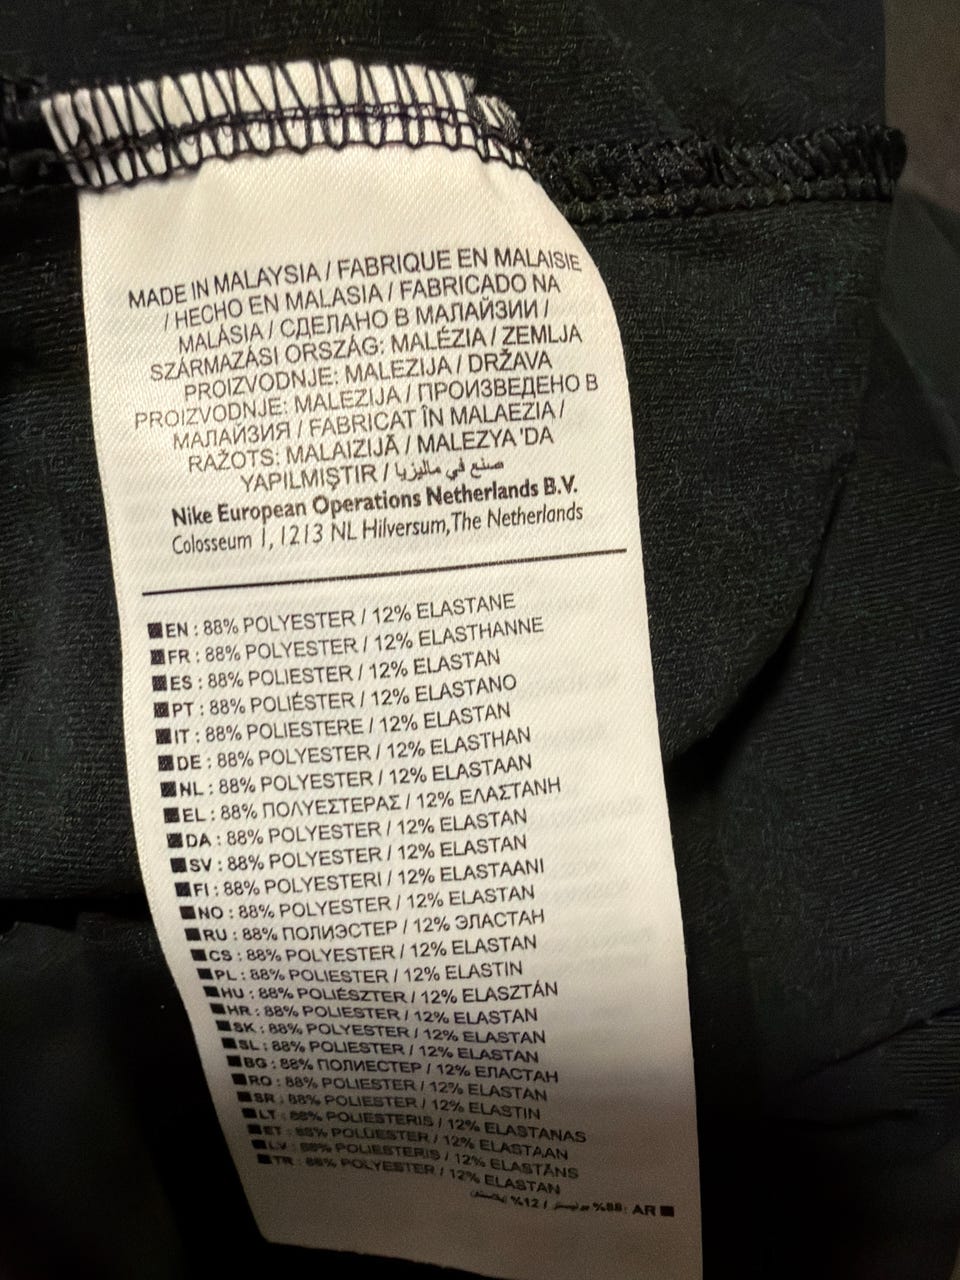 MADE IN MALAYSIA / FABRIQUE EN MALAISIE
/ HECHO EN MALASIA / FABRICADO NA
MALÁSIA / СДЕЛАНО В МАЛАЙЗИИ /
SZÁRMAZÁSI ORSZÁG: MALÉZIA / ZEMLJA
PROIZVODNJE: MALEZIJA / DRŽAVA
PROIZVODNJE: MALEZIJA / ПРОИЗВЕДЕНО В
МАЛАЙЗИЯ / FABRICAT ÎN MALAEZIA /
RAŽOTS: MALAIZIJĀ / MALEZYA'DA
YAPILMIŞTIR / صنع في ماليزيا
Nike European Operations Netherlands B.V.
Colosseum 1, 1213 NL Hilversum, The Netherlands
EN : 88% POLYESTER / 12% ELASTANE
FR : 88% POLYESTER / 12% ELASTHANNE
ES : 88% POLIESTER / 12% ELASTAN
PT : 88% POLIÉSTER / 12% ELASTANO
IT : 88% POLIESTERE / 12% ELASTAN
DE : 88% POLYESTER / 12% ELASTHAN
NL : 88% POLYESTER / 12% ELASTAAN
EL : 88% ΠΟΛΥΕΣΤΕΡΑΣ / 12% ΕΛΑΣΤΑΝΗ
DA : 88% POLYESTER / 12% ELASTAN
SV : 88% POLYESTER / 12% ELASTAN
FI : 88% POLYESTERI / 12% ELASTAANI
NO : 88% POLYESTER / 12% ELASTAN
RU : 88% ПОЛИЭСТЕР / 12% ЭЛАСТАН
CS : 88% POLYESTER / 12% ELASTAN
PL : 88% POLIESTER / 12% ELASTIN
HU : 88% POLIÉSZTER / 12% ELASZTÁN
HR : 88% POLIESTER / 12% ELASTAN
SK : 88% POLYESTER / 12% ELASTAN
SL : 88% POLIESTER / 12% ELASTAN
BG : 88% ПОЛИЕСТЕР / 12% ЕЛАСТАН
RO : 88% POLIESTER / 12% ELASTAN
SR : 88% POLIESTER / 12% ELASTIN
LT : 88% POLIESTERIS / 12% ELASTANAS
ET : 88% POLÜESTER / 12% ELASTAAN
LV : 88% POLIESTERIS / 12% ELASTĀNS
TR : 88% POLYESTER / 12% ELASTAN
AR : 88% / 12%